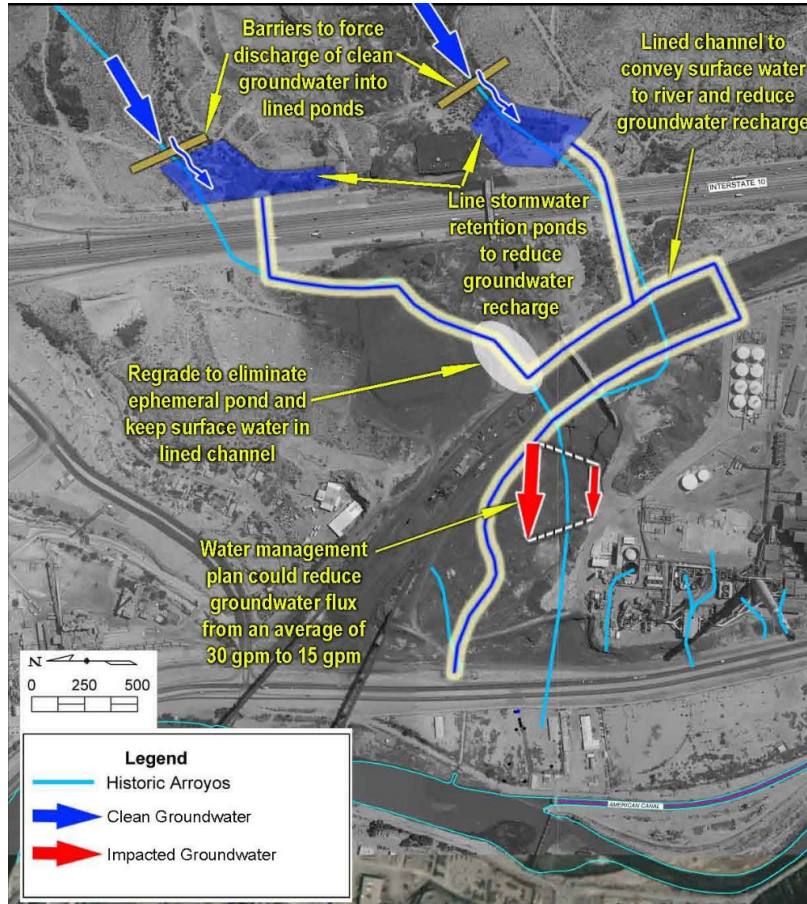 Barriers to force
discharge of clean
groundwater into
lined ponds
Lined channel to
convey surface water
to river and reduce
groundwater recharge
INTERSTATE 10
Line stormwater
retention ponds
to reduce
groundwater
recharge
Regrade to eliminate
ephemeral pond and
keep surface water in
lined channel
Water management
plan could reduce
groundwater flux
from an average of
30 gpm to 15 gpm
N
0 250 500
Legend
Historic Arroyos
Clean Groundwater
Impacted Groundwater
AMERICAN CANAL